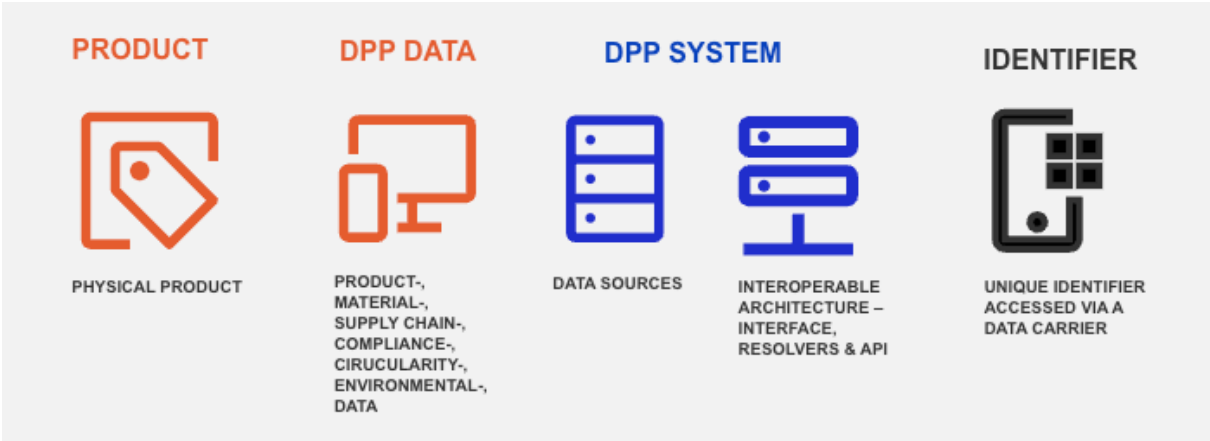 PRODUCT
PHYSICAL PRODUCT
DPP DATA
PRODUCT-,
MATERIAL-,
SUPPLY CHAIN-,
COMPLIANCE-,
CIRUCULARITY-,
ENVIRONMENTAL-,
DATA
DPP SYSTEM
DATA SOURCES
INTEROPERABLE
ARCHITECTURE –
INTERFACE,
RESOLVERS & API
IDENTIFIER
UNIQUE IDENTIFIER
ACCESSED VIA A
DATA CARRIER